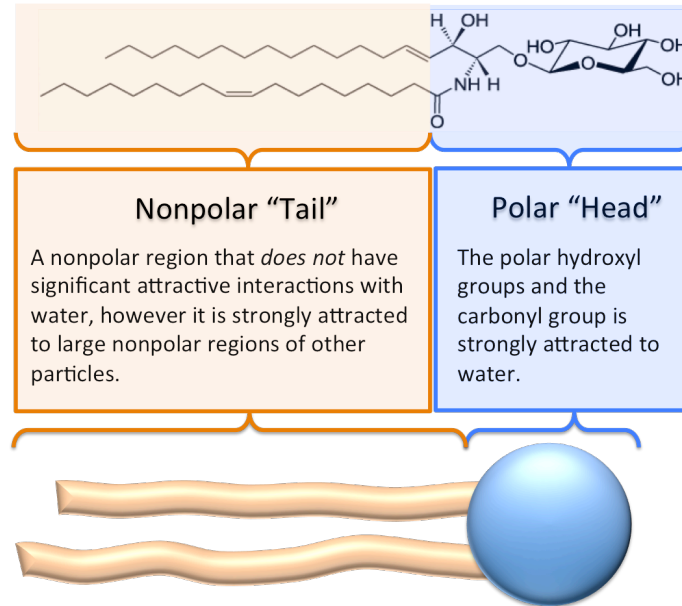 H
OH
HO
OH
OH
O
O
OH
NH
H
O
Nonpolar “Tail”
A nonpolar region that does not have
significant attractive interactions with
water, however it is strongly attracted
to large nonpolar regions of other
particles.
Polar “Head”
The polar hydroxyl
groups and the
carbonyl group is
strongly attracted to
water.